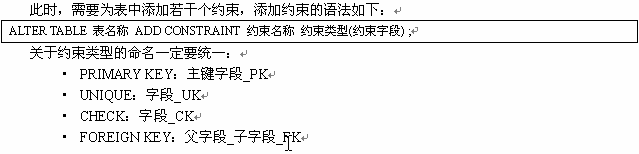 此时，需要为表中添加若干个约束，添加约束的语法如下：
ALTER TABLE 表名称 ADD CONSTRAINT 约束名称 约束类型(约束字段) ;
关于约束类型的命名一定要统一：
· PRIMARY KEY：主键字段_PK
· UNIQUE：字段_UK
· CHECK：字段_CK
· FOREIGN KEY：父字段_子字段_FK